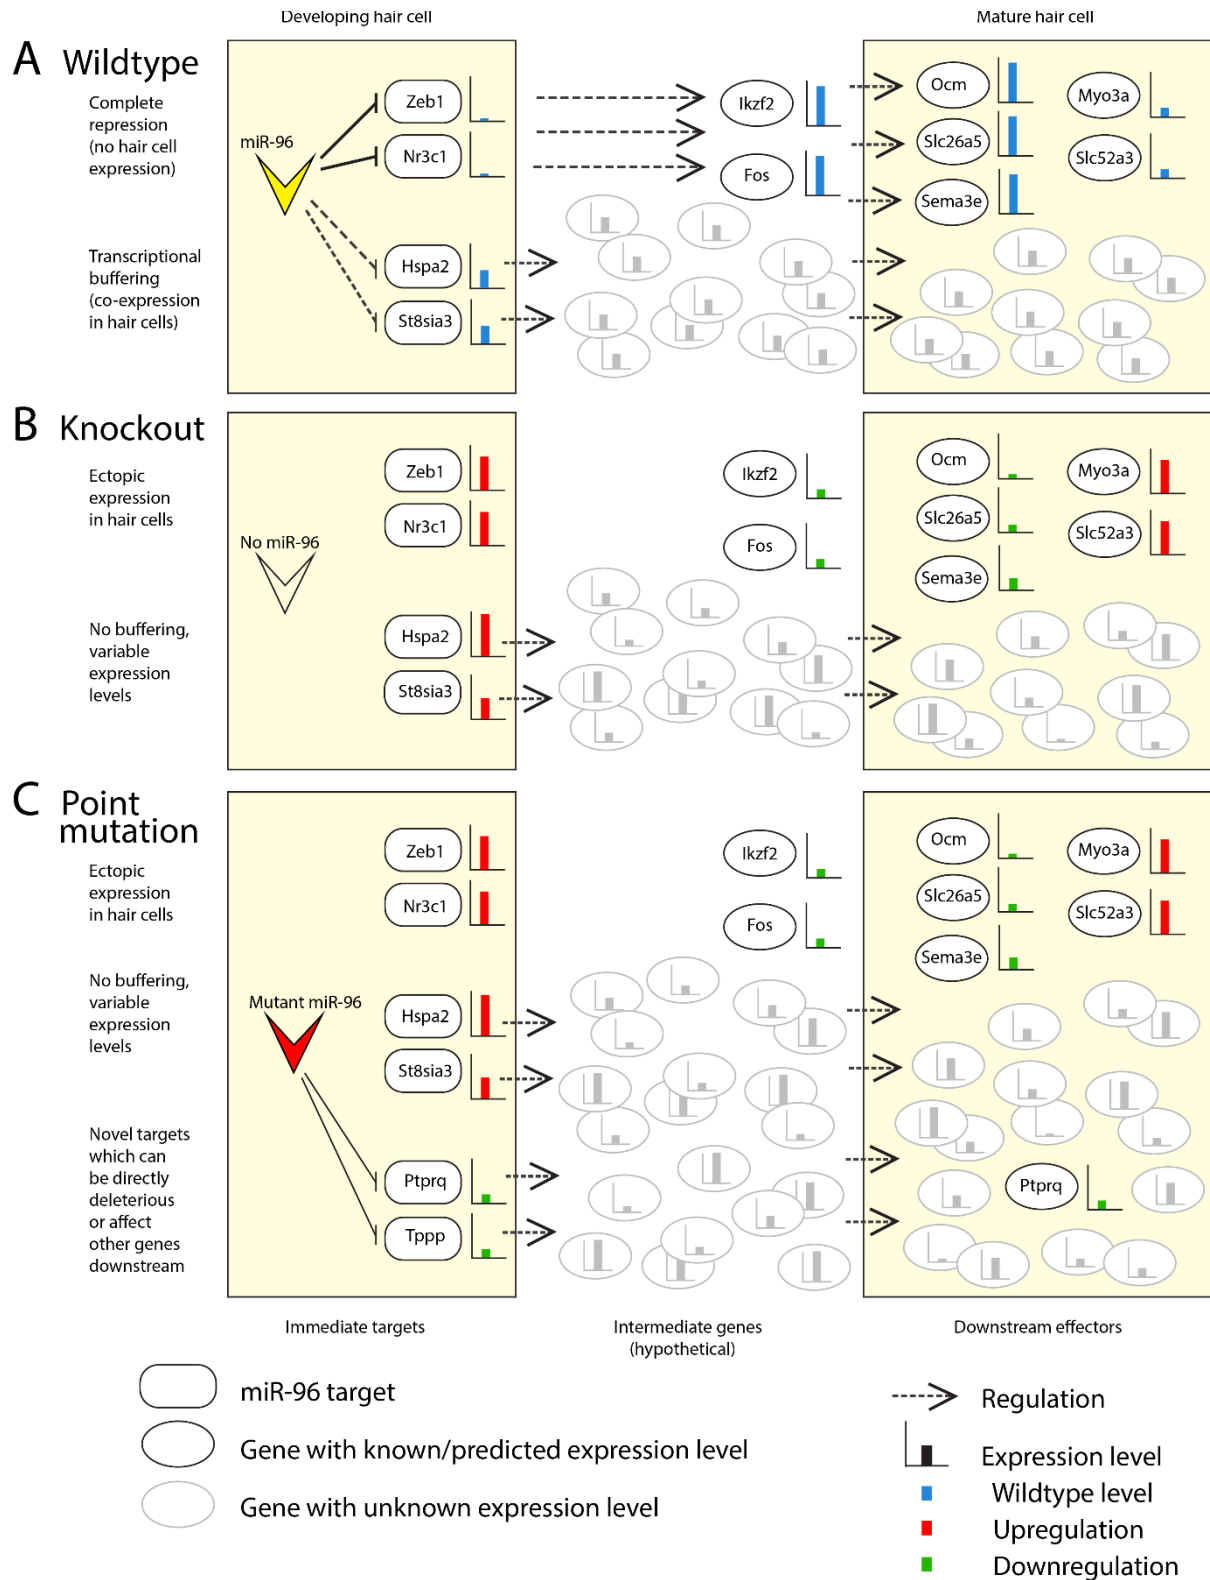 Developing hair cell
Mature hair cell
A Wildtype
Complete
repression
(no hair cell
expression)
miR-96
Zeb1
Nr3c1
Ikzf2
Fos
Ocm
Slc26a5
Sema3e
Myo3a
Slc52a3
Transcriptional
buffering
(co-expression
in hair cells)
Hspa2
St8sia3
B Knockout
Ectopic
expression
in hair cells
No miR-96
Zeb1
Nr3c1
Ikzf2
Fos
Ocm
Slc26a5
Sema3e
Myo3a
Slc52a3
No buffering,
variable
expression
levels
Hspa2
St8sia3
C Point
mutation
Ectopic
expression
in hair cells
Zeb1
Nr3c1
Ikzf2
Fos
Ocm
Slc26a5
Sema3e
Myo3a
Slc52a3
No buffering,
variable
expression
levels
Mutant miR-96
Hspa2
St8sia3
Novel targets
which can
be directly
deleterious
or affect
other genes
downstream
Ptprq
Tppp
Ptprq
Immediate targets
Intermediate genes
(hypothetical)
Downstream effectors
miR-96 target
Gene with known/predicted expression level
Gene with unknown expression level
Regulation
Expression level
Wildtype level
Upregulation
Downregulation